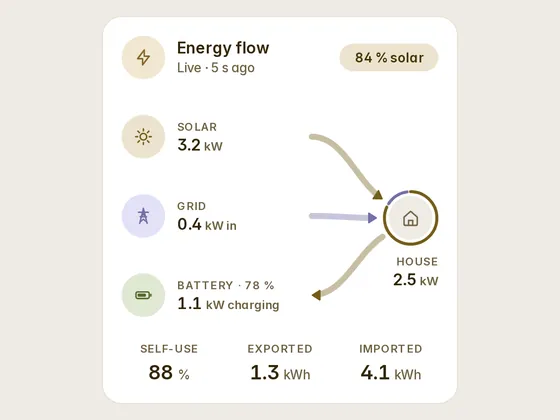 Energy flow
Live · 5 s ago
84 % solar
SOLAR
3.2 kW
GRID
0.4 kW in
HOUSE
2.5 kW
BATTERY · 78 %
1.1 kW charging
SELF-USE
88 %
EXPORTED
1.3 kWh
IMPORTED
4.1 kWh